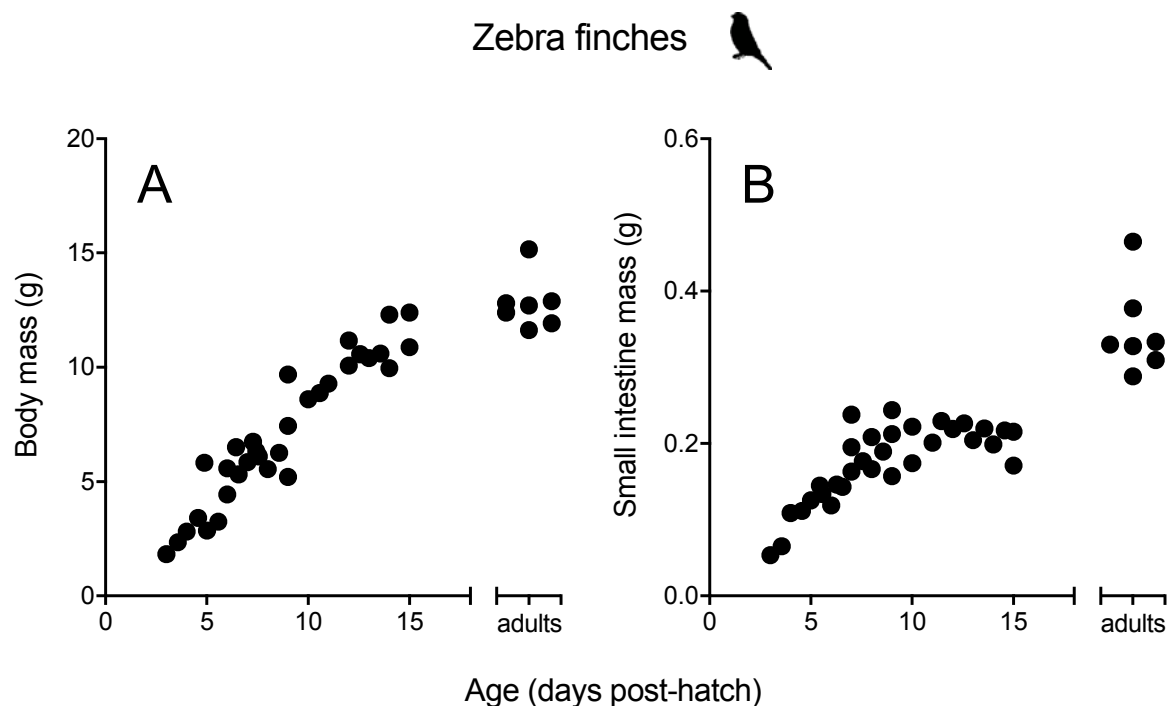 Zebra finches
A
Body mass (g)
20
15
10
5
0
0 5 10 15 adults
B
Small intestine mass (g)
0.6
0.4
0.2
0.0
0 5 10 15 adults
Age (days post-hatch)